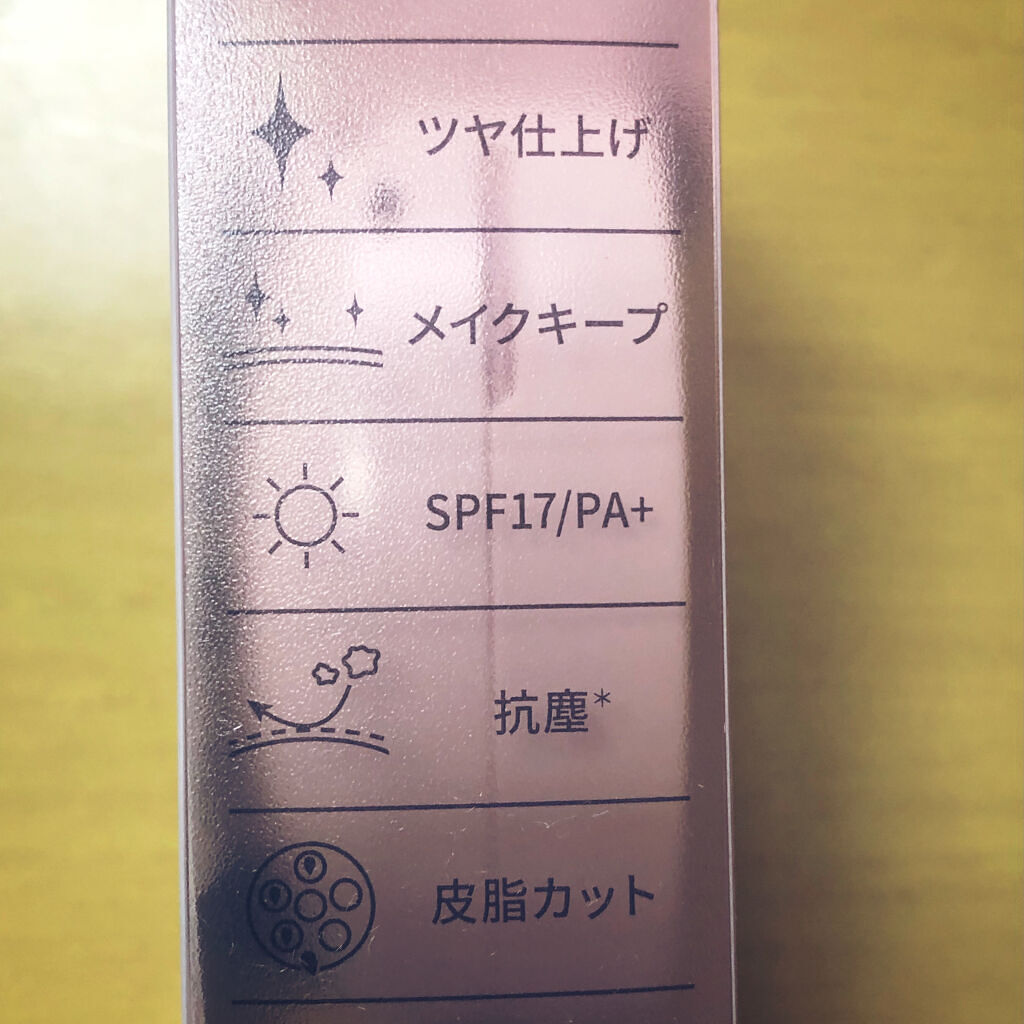 ツヤ仕上げ
メイクキープ
SPF17/PA+
抗塵*
皮脂カット